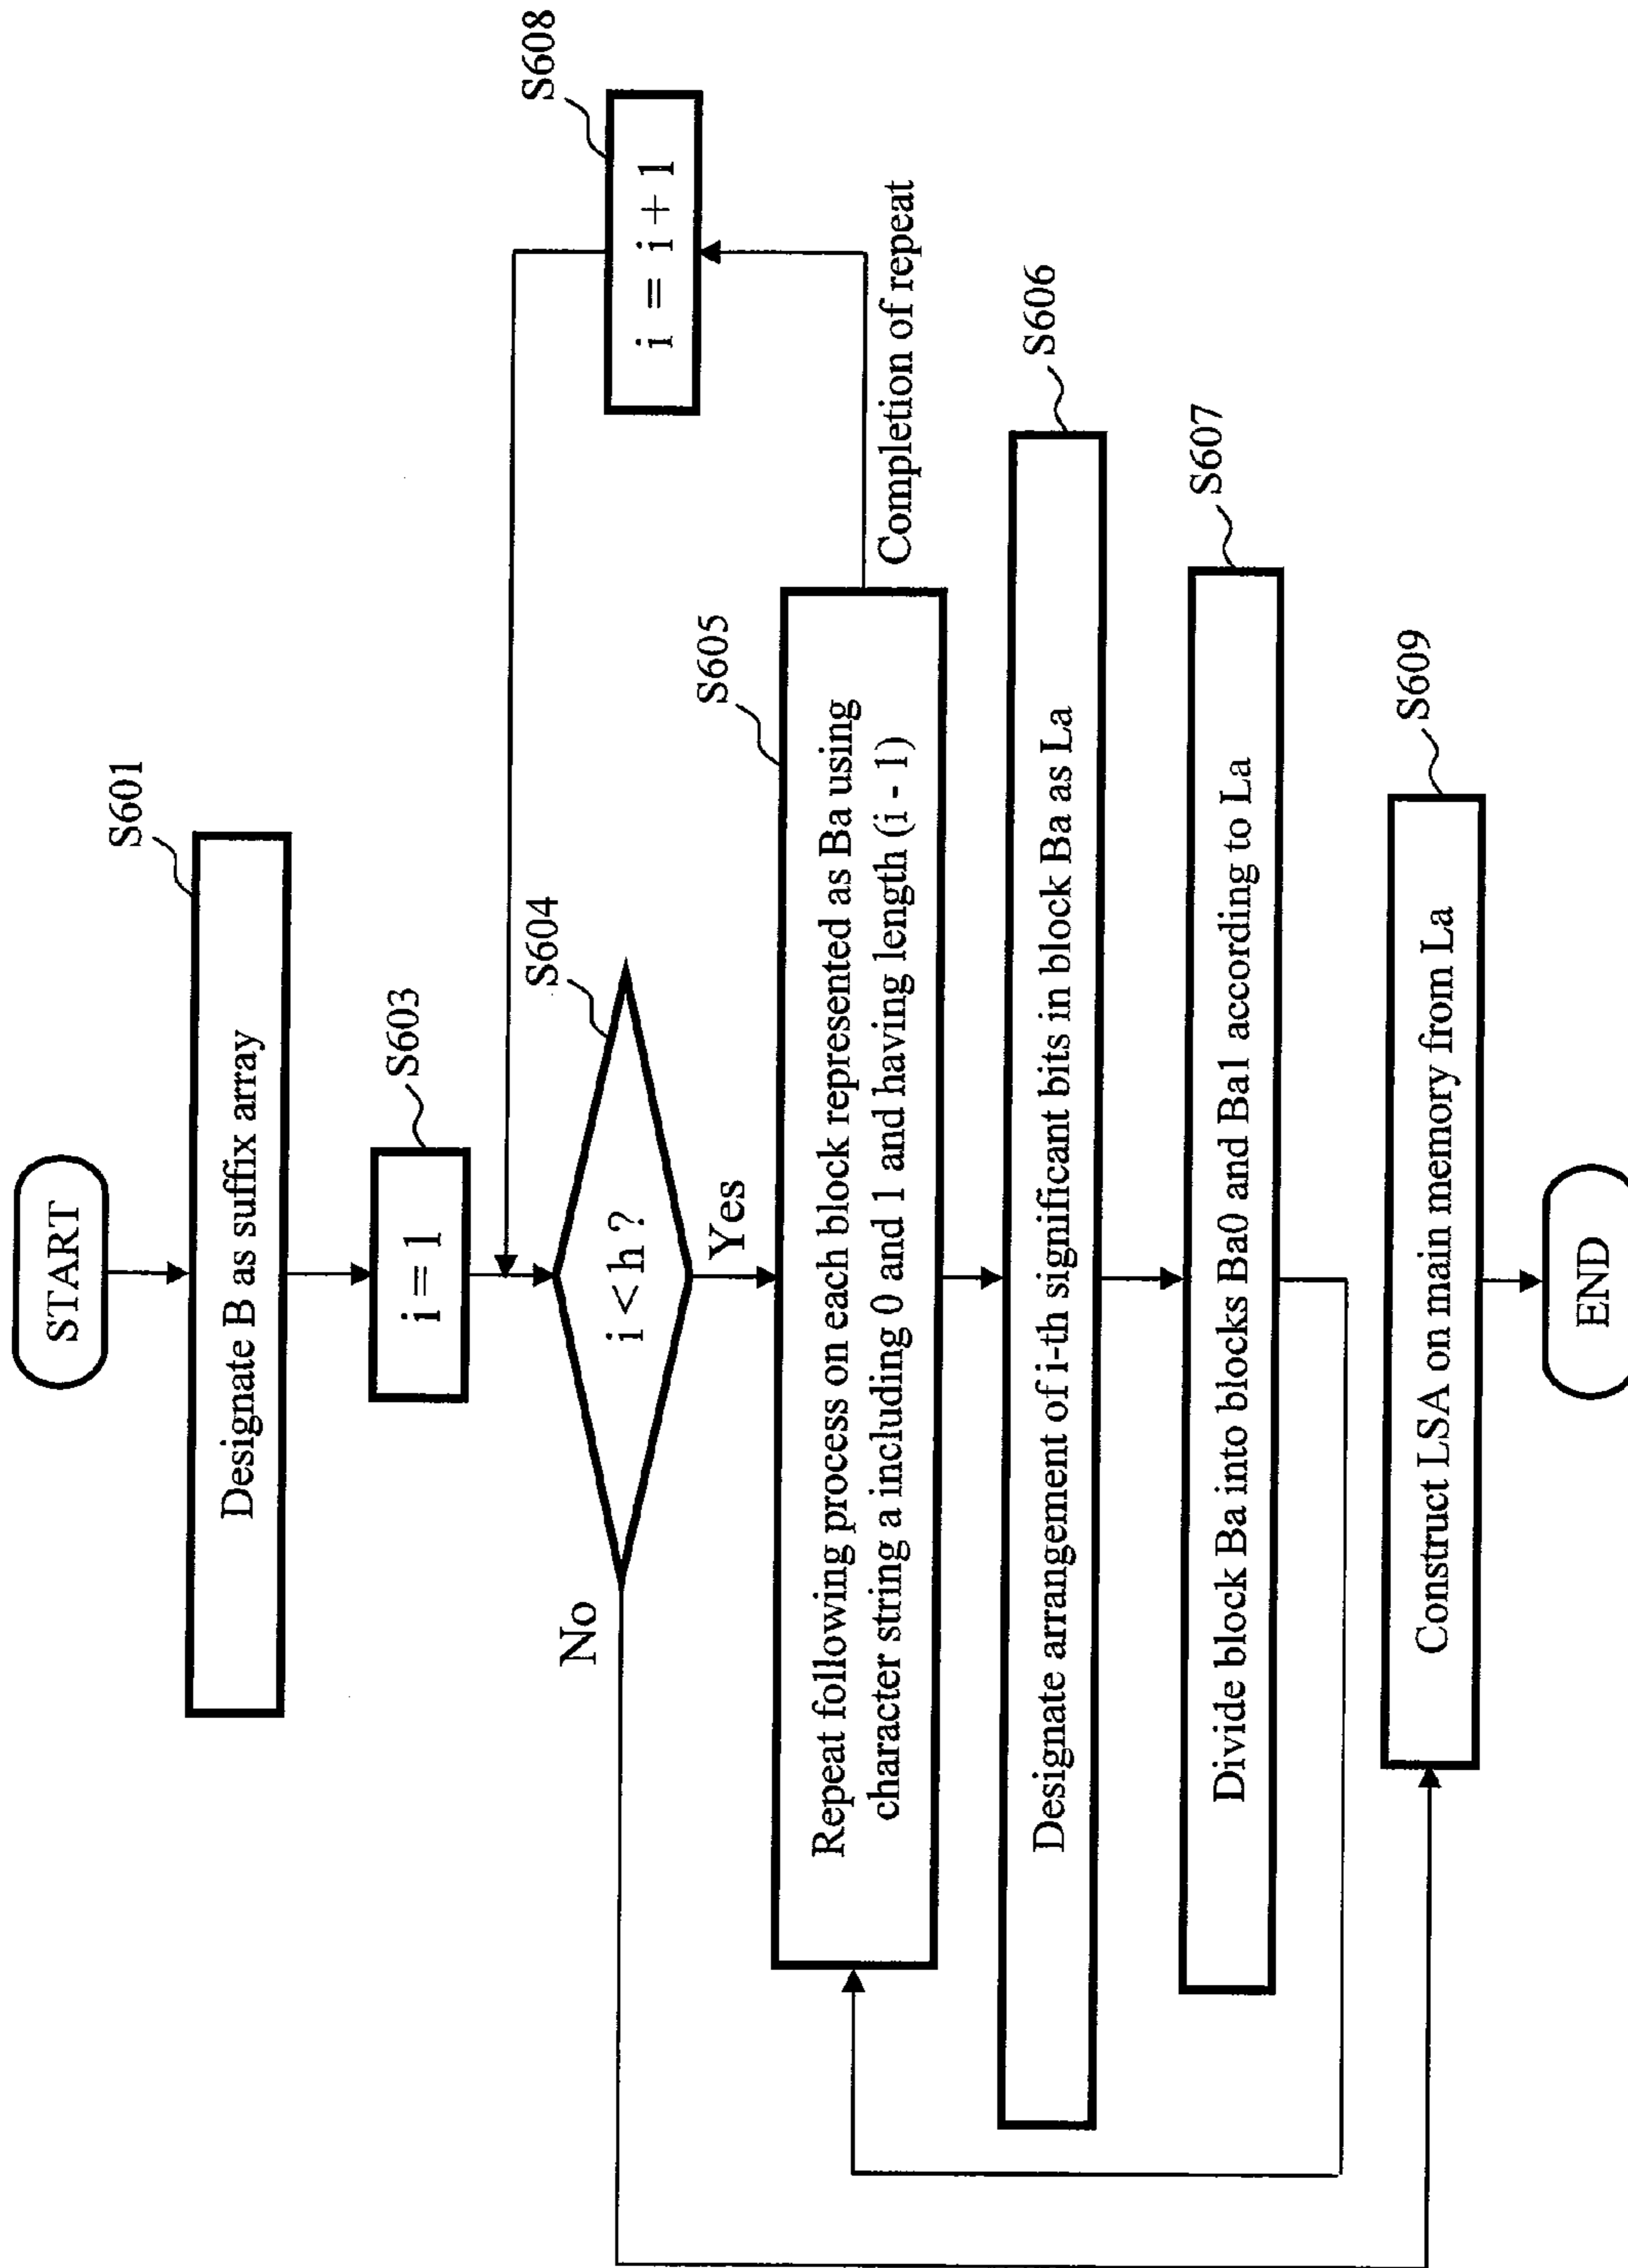 START
S601
Designate B as suffix array
S603
i = 1
S604
i < h ?
No
Yes
S608
i = i + 1
S605
Repeat following process on each block represented as Ba using
character string a including 0 and 1 and having length (i - 1)
Completion of repeat
S606
Designate arrangement of i-th significant bits in block Ba as La
S607
Divide block Ba into blocks Ba0 and Ba1 according to La
S609
Construct LSA on main memory from La
END